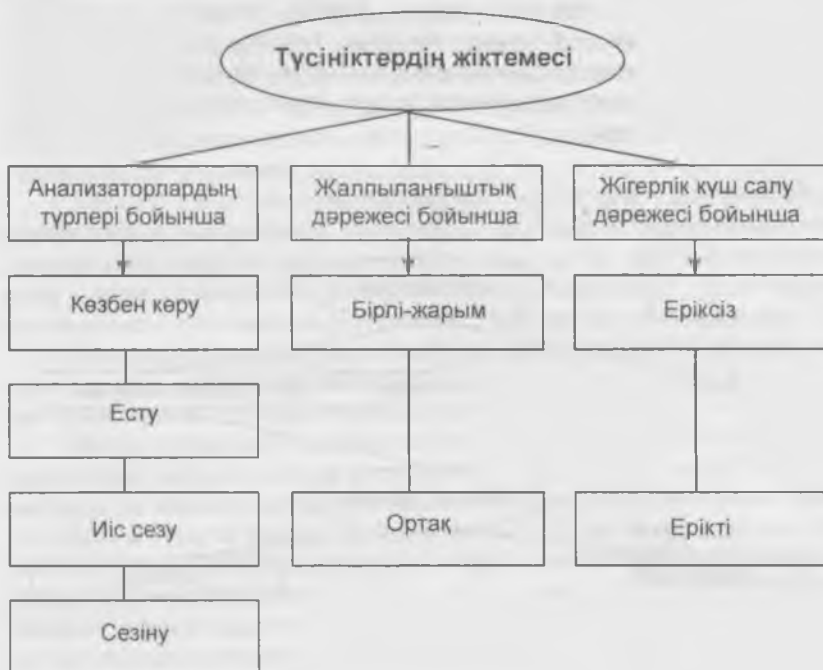 Түсініктердің жіктемесі
Анализаторлардың
түрлері бойынша
Жалпыланғыштық
дәрежесі бойынша
Жігерлік күш салу
дәрежесі бойынша
Көзбен көру
Бірлі-жарым
Еріксіз
Есту
Иіс сезу
Ортақ
Ерікті
Сезіну